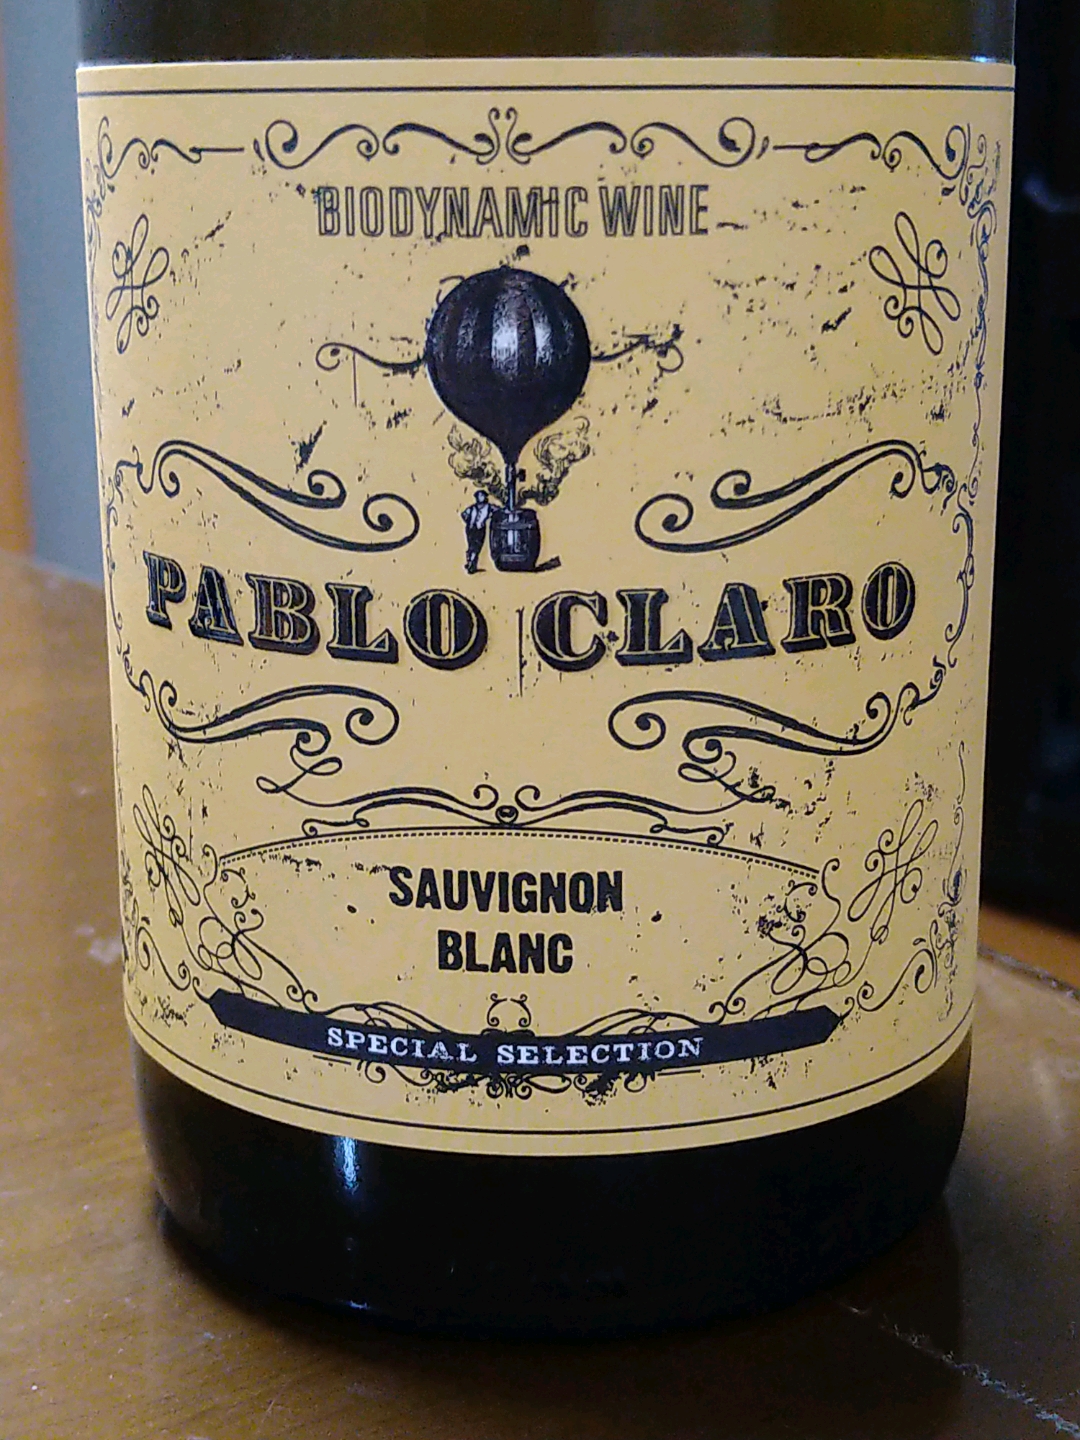 BIODYNAMIC WINE
PABLO CLARO
SAUVIGNON
BLANC
SPECIAL SELECTION